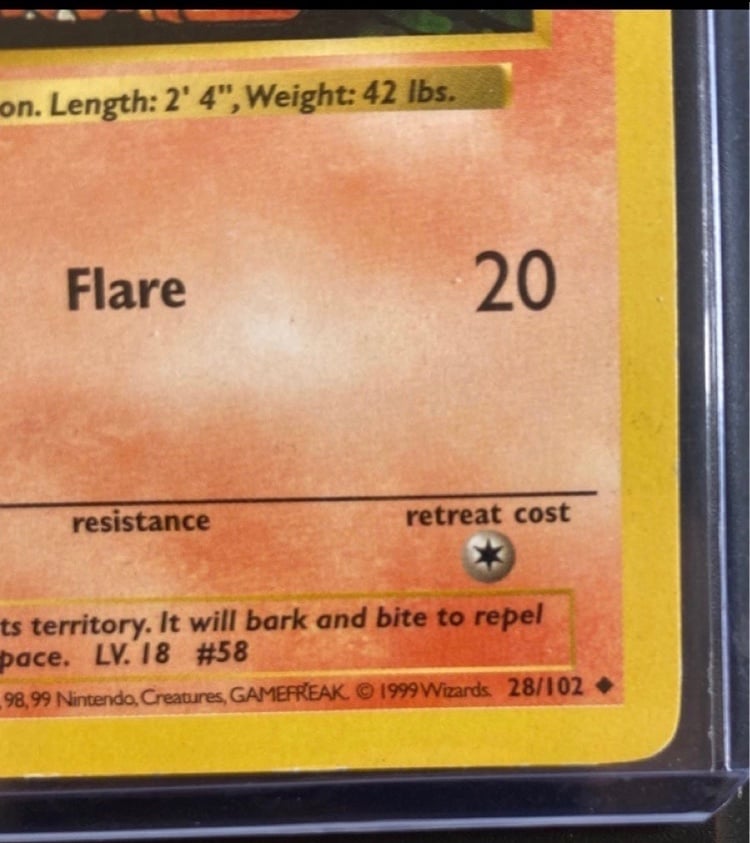 on. Length: 2' 4", Weight: 42 lbs.
Flare 20
resistance retreat cost
ts territory. It will bark and bite to repel
pace. LV. 18 #58
, 98, 99 Nintendo, Creatures, GAMEFREAK. © 1999 Wizards. 28/102